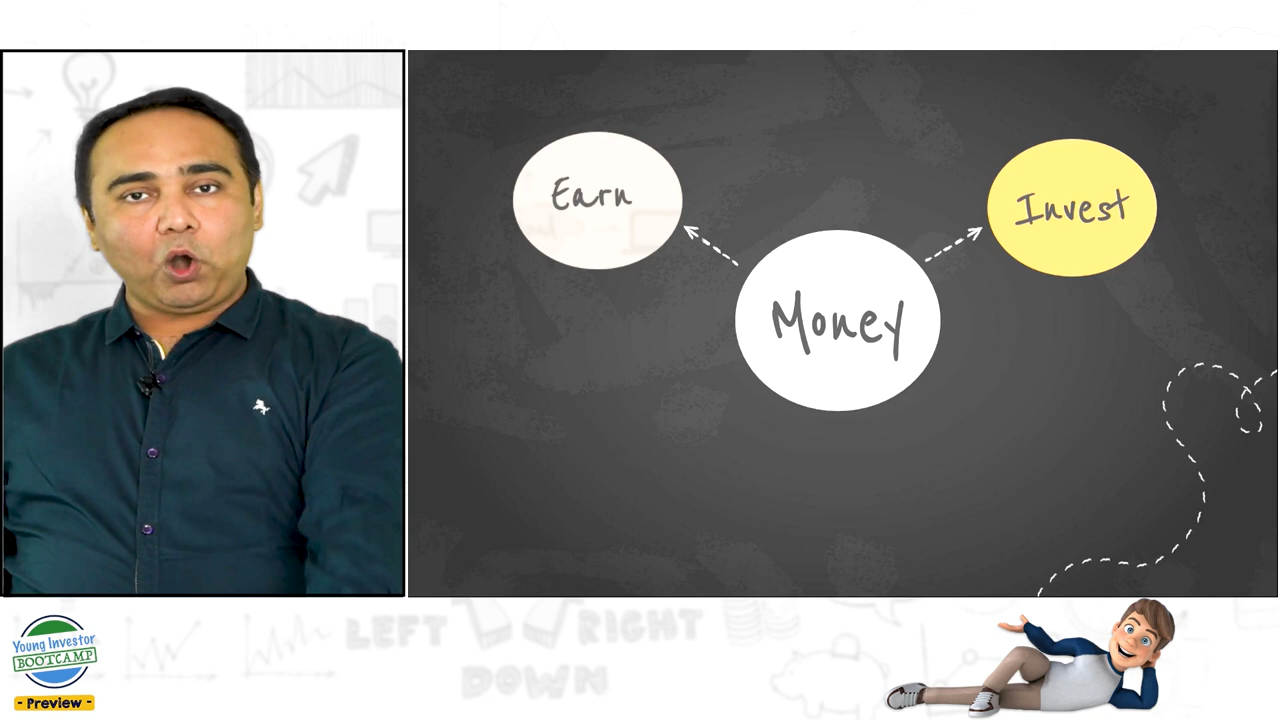 Earn
Invest
Money
LEFT
RIGHT
DOWN
Young Investor
BOOTCAMP
- Preview -